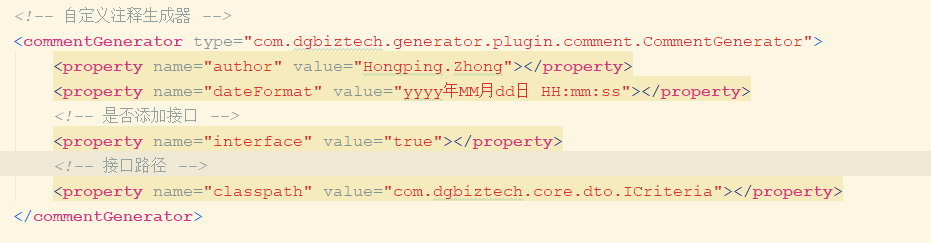 <!-- 自定义注释生成器 -->
<commentGenerator type="com.dgbiztech.generator.plugin.comment.CommentGenerator">
<property name="author" value="Hongping.Zhong"></property>
<property name="dateFormat" value="yyyy年MM月dd日 HH:mm:ss"></property>
<!-- 是否添加接口 -->
<property name="interface" value="true"></property>
<!-- 接口路径 -->
<property name="classpath" value="com.dgbiztech.core.dto.ICriteria"></property>
</commentGenerator>